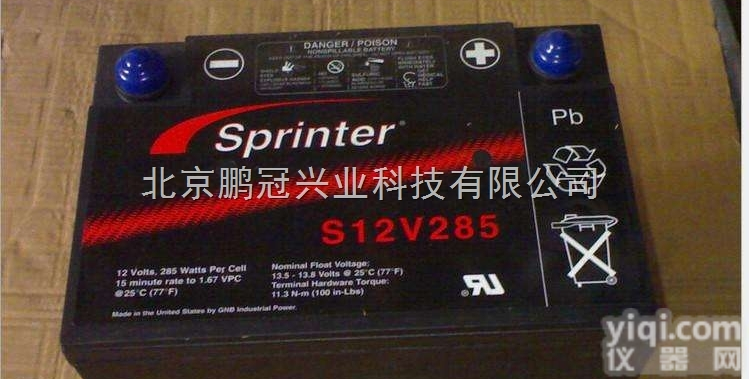 DANGER / POISON
NONSPILLABLE BATTERY
Sprinter®
Pb
北京鹏冠兴业科技有限公司
S12V285
12 Volts, 285 Watts Per Cell
15 minute rate to 1.67 VPC
@25°C (77°F)
Nominal Float Voltage:
13.5 - 13.8 Volts @ 25°C (77°F)
Terminal Hardware Torque:
11.3 N-m (100 in-Lbs)
Made in the United States by GNB Industrial Power.
yiqi.com
仪器网